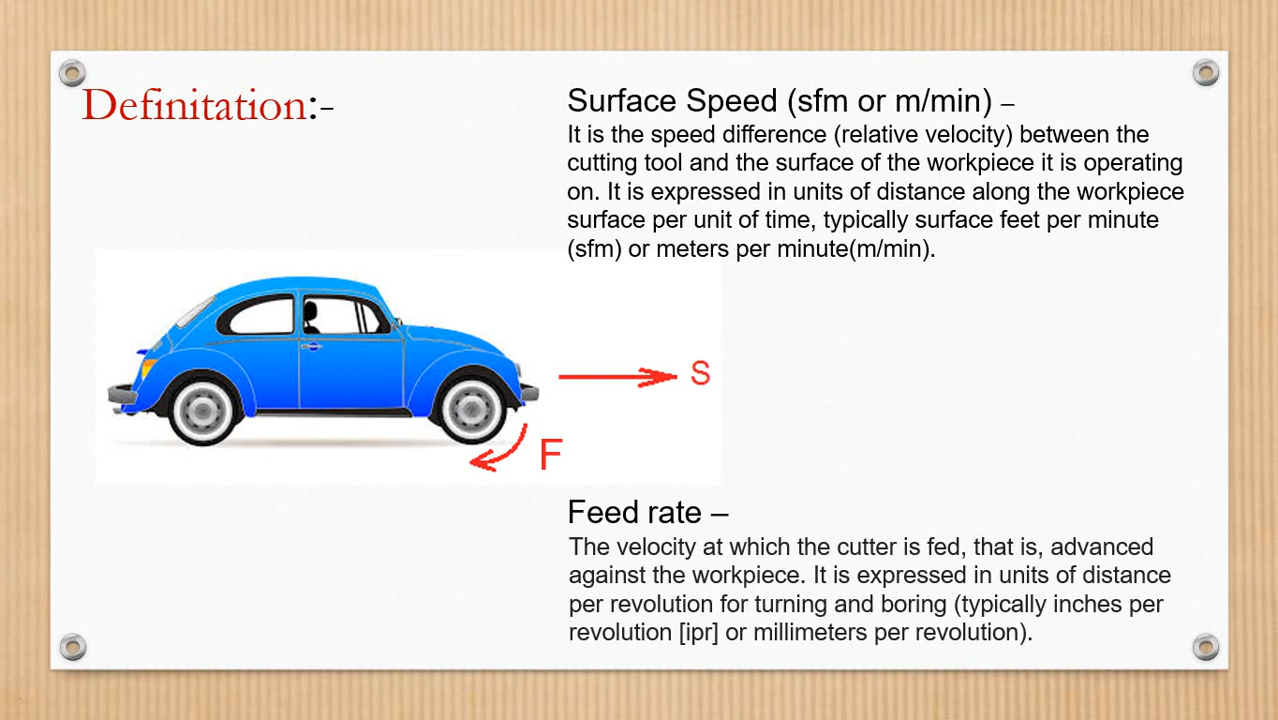 Definitation:-
Surface Speed (sfm or m/min) –
It is the speed difference (relative velocity) between the
cutting tool and the surface of the workpiece it is operating
on. It is expressed in units of distance along the workpiece
surface per unit of time, typically surface feet per minute
(sfm) or meters per minute(m/min).
S
F
Feed rate –
The velocity at which the cutter is fed, that is, advanced
against the workpiece. It is expressed in units of distance
per revolution for turning and boring (typically inches per
revolution [ipr] or millimeters per revolution).